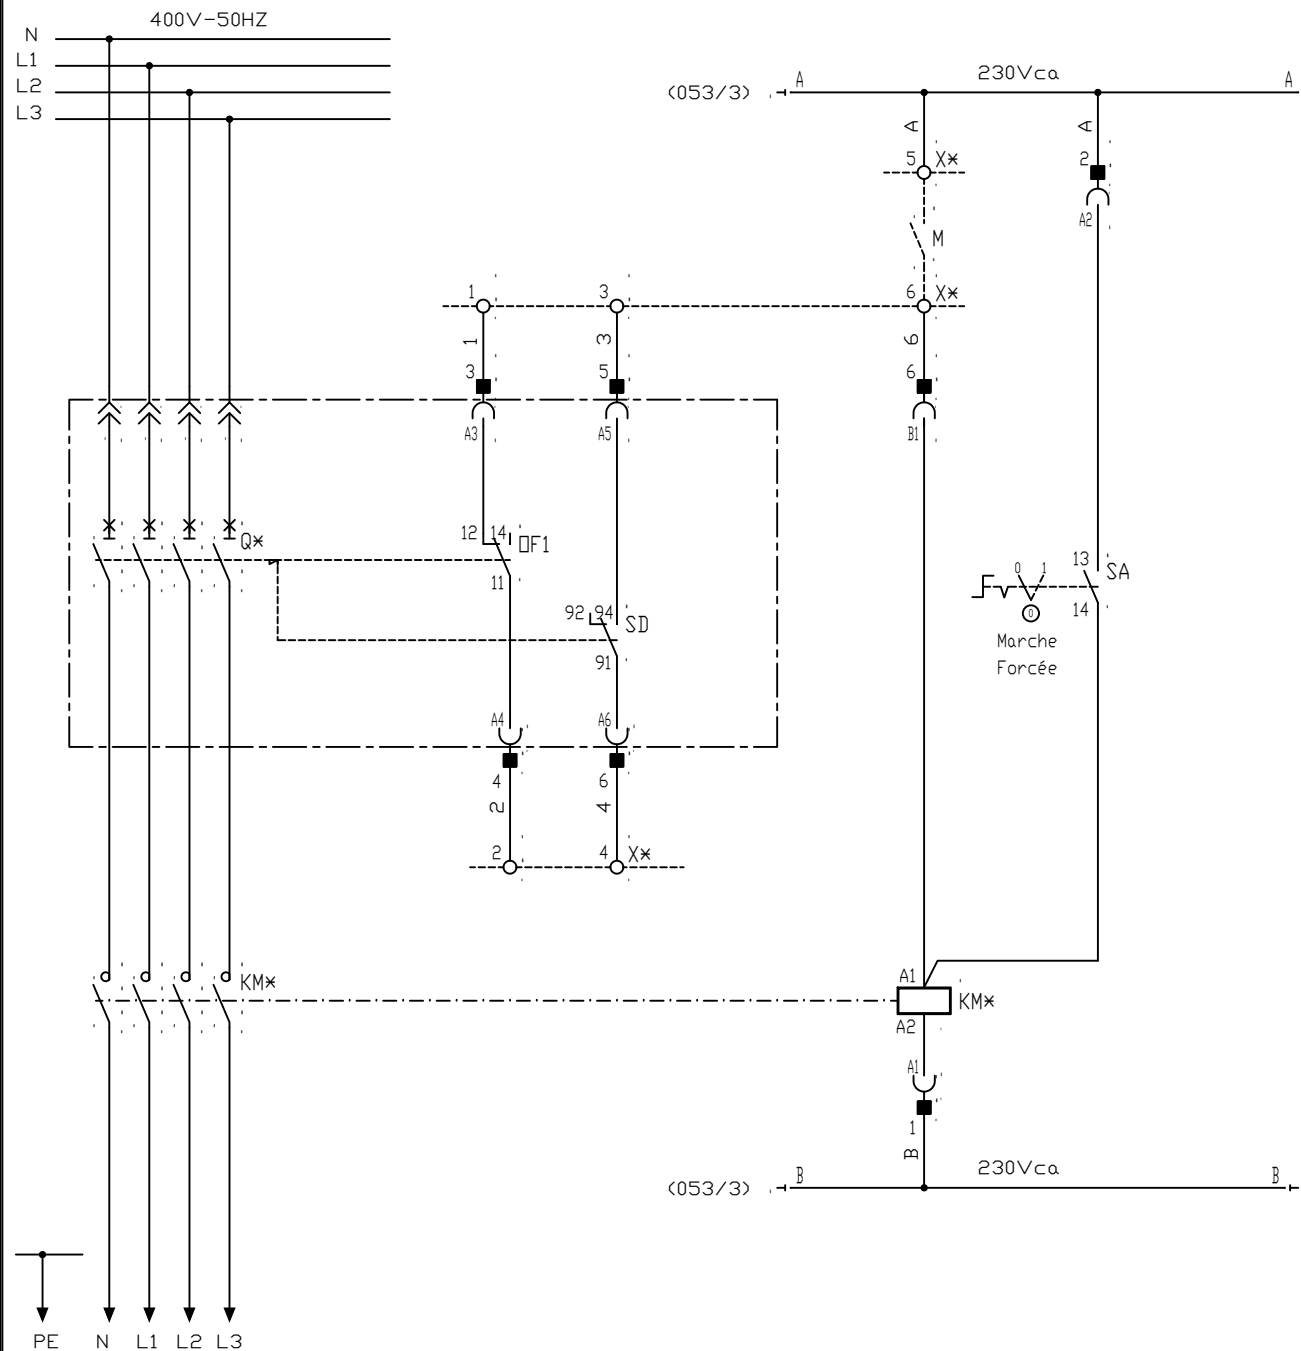 400V-50HZ
N
L1
L2
L3
(053/3) A 230Vca A
A A
5 X*
2
A2
M
1 3 6 X*
1 3 6
3 5 6
A3 A5 B1
12 14 OF1
Q*
11
13 SA
0 1
0
14
Marche
Forcée
92 94 SD
91
A4 A6
4 6
2 4
2 4 X*
KM*
A1
KM*
A2
A1
1
B
(053/3) B 230Vca B
PE N L1 L2 L3